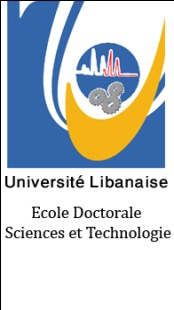 Université Libanaise
Ecole Doctorale
Sciences et Technologie